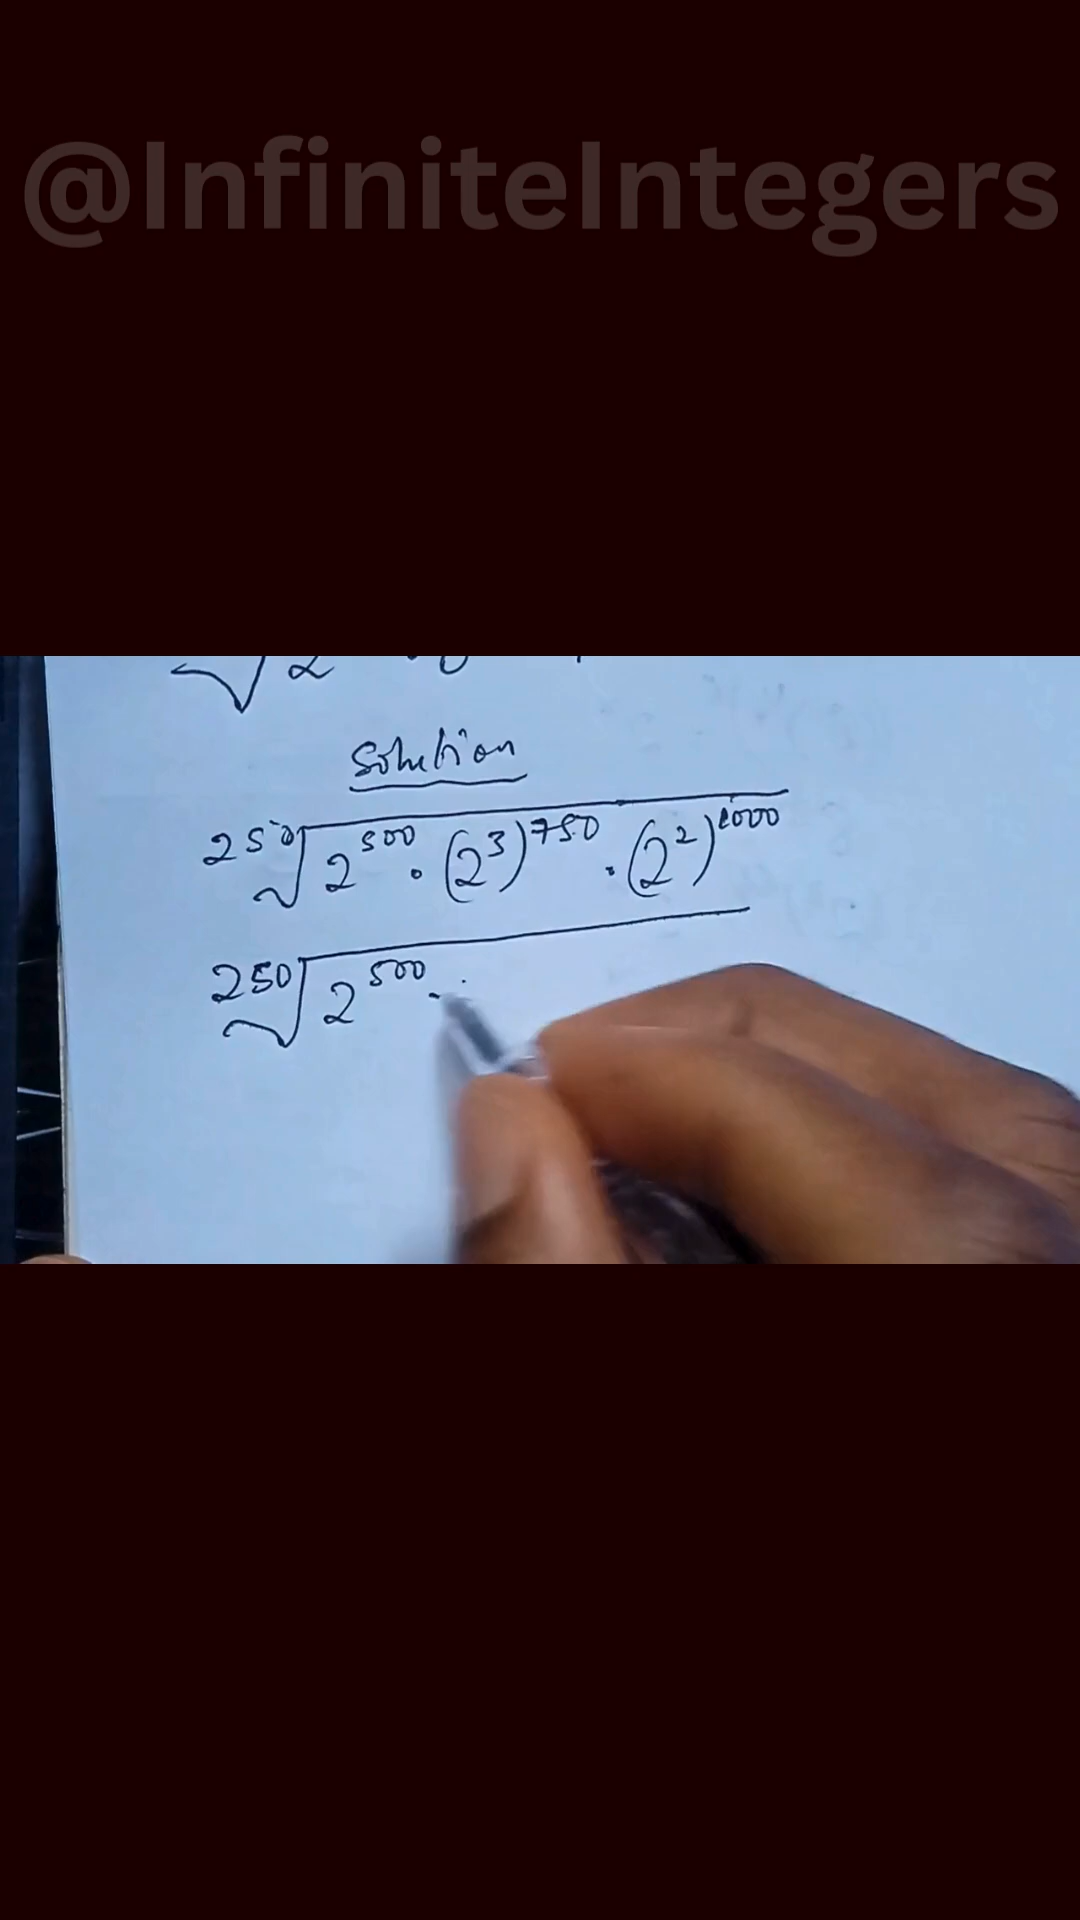 @InfiniteIntegers
Solution
250√2^500 · (2^3)^750 · (2^2)^1000
250√2^500 ·